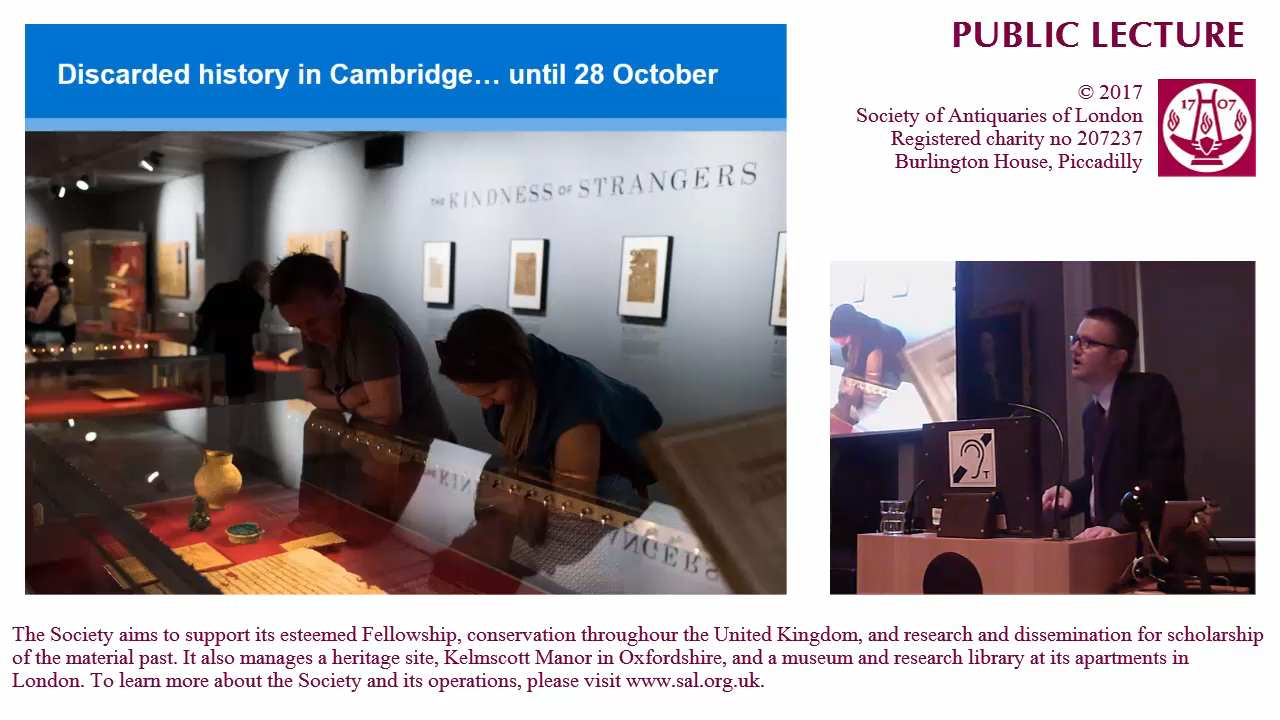 Discarded history in Cambridge… until 28 October
THE KINDNESS OF STRANGERS
PUBLIC LECTURE
© 2017
Society of Antiquaries of London
Registered charity no 207237
Burlington House, Piccadilly
17 07
T
The Society aims to support its esteemed Fellowship, conservation throughour the United Kingdom, and research and dissemination for scholarship
of the material past. It also manages a heritage site, Kelmscott Manor in Oxfordshire, and a museum and research library at its apartments in
London. To learn more about the Society and its operations, please visit www.sal.org.uk.